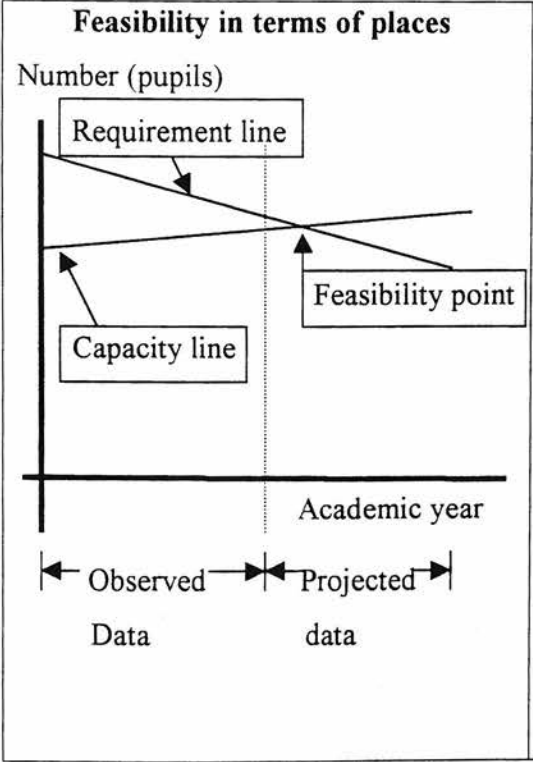 Feasibility in terms of places
Number (pupils)
Requirement line
Feasibility point
Capacity line
Academic year
Observed
Data
Projected
data